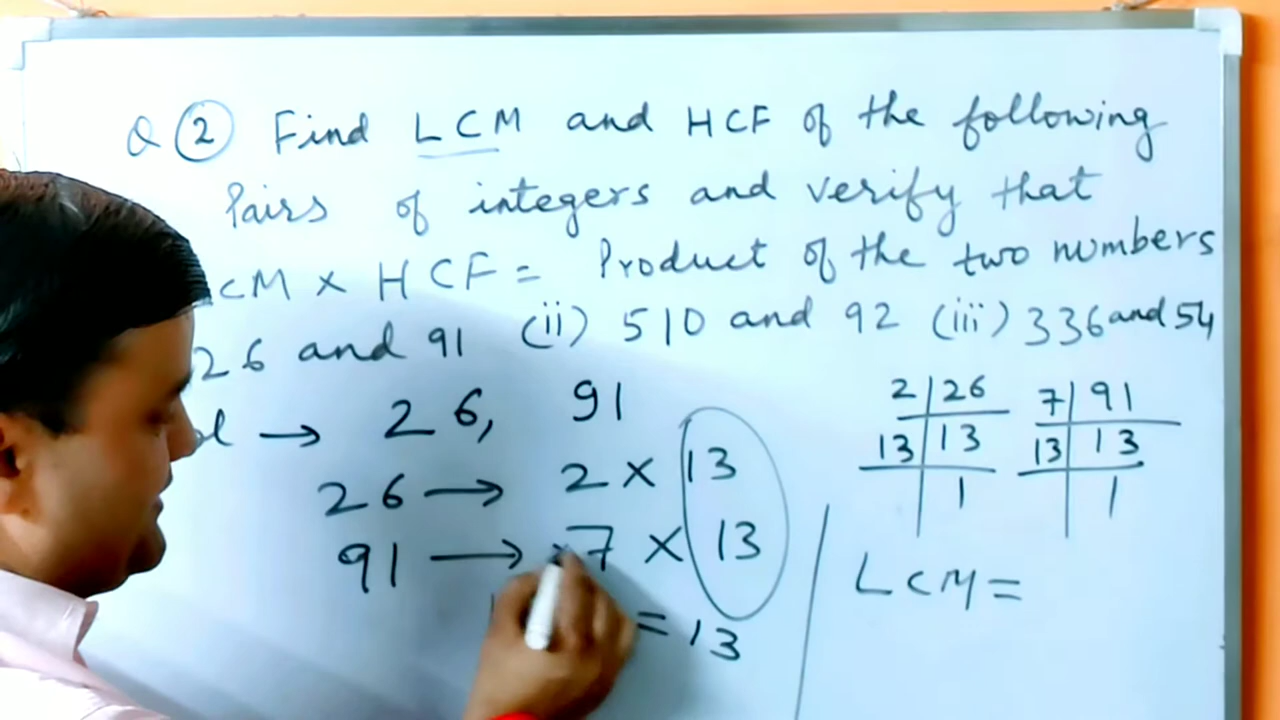 Q ② Find LCM and HCF of the following
Pairs of integers and verify that
CM × HCF = Product of the two numbers
26 and 91 (ii) 510 and 92 (iii) 336 and 54
→ 26, 91
26 → 2 × 13
91 → 7 × 13
= 13
2 | 26
13 | 13
1
7 | 91
13 | 13
1
LCM =